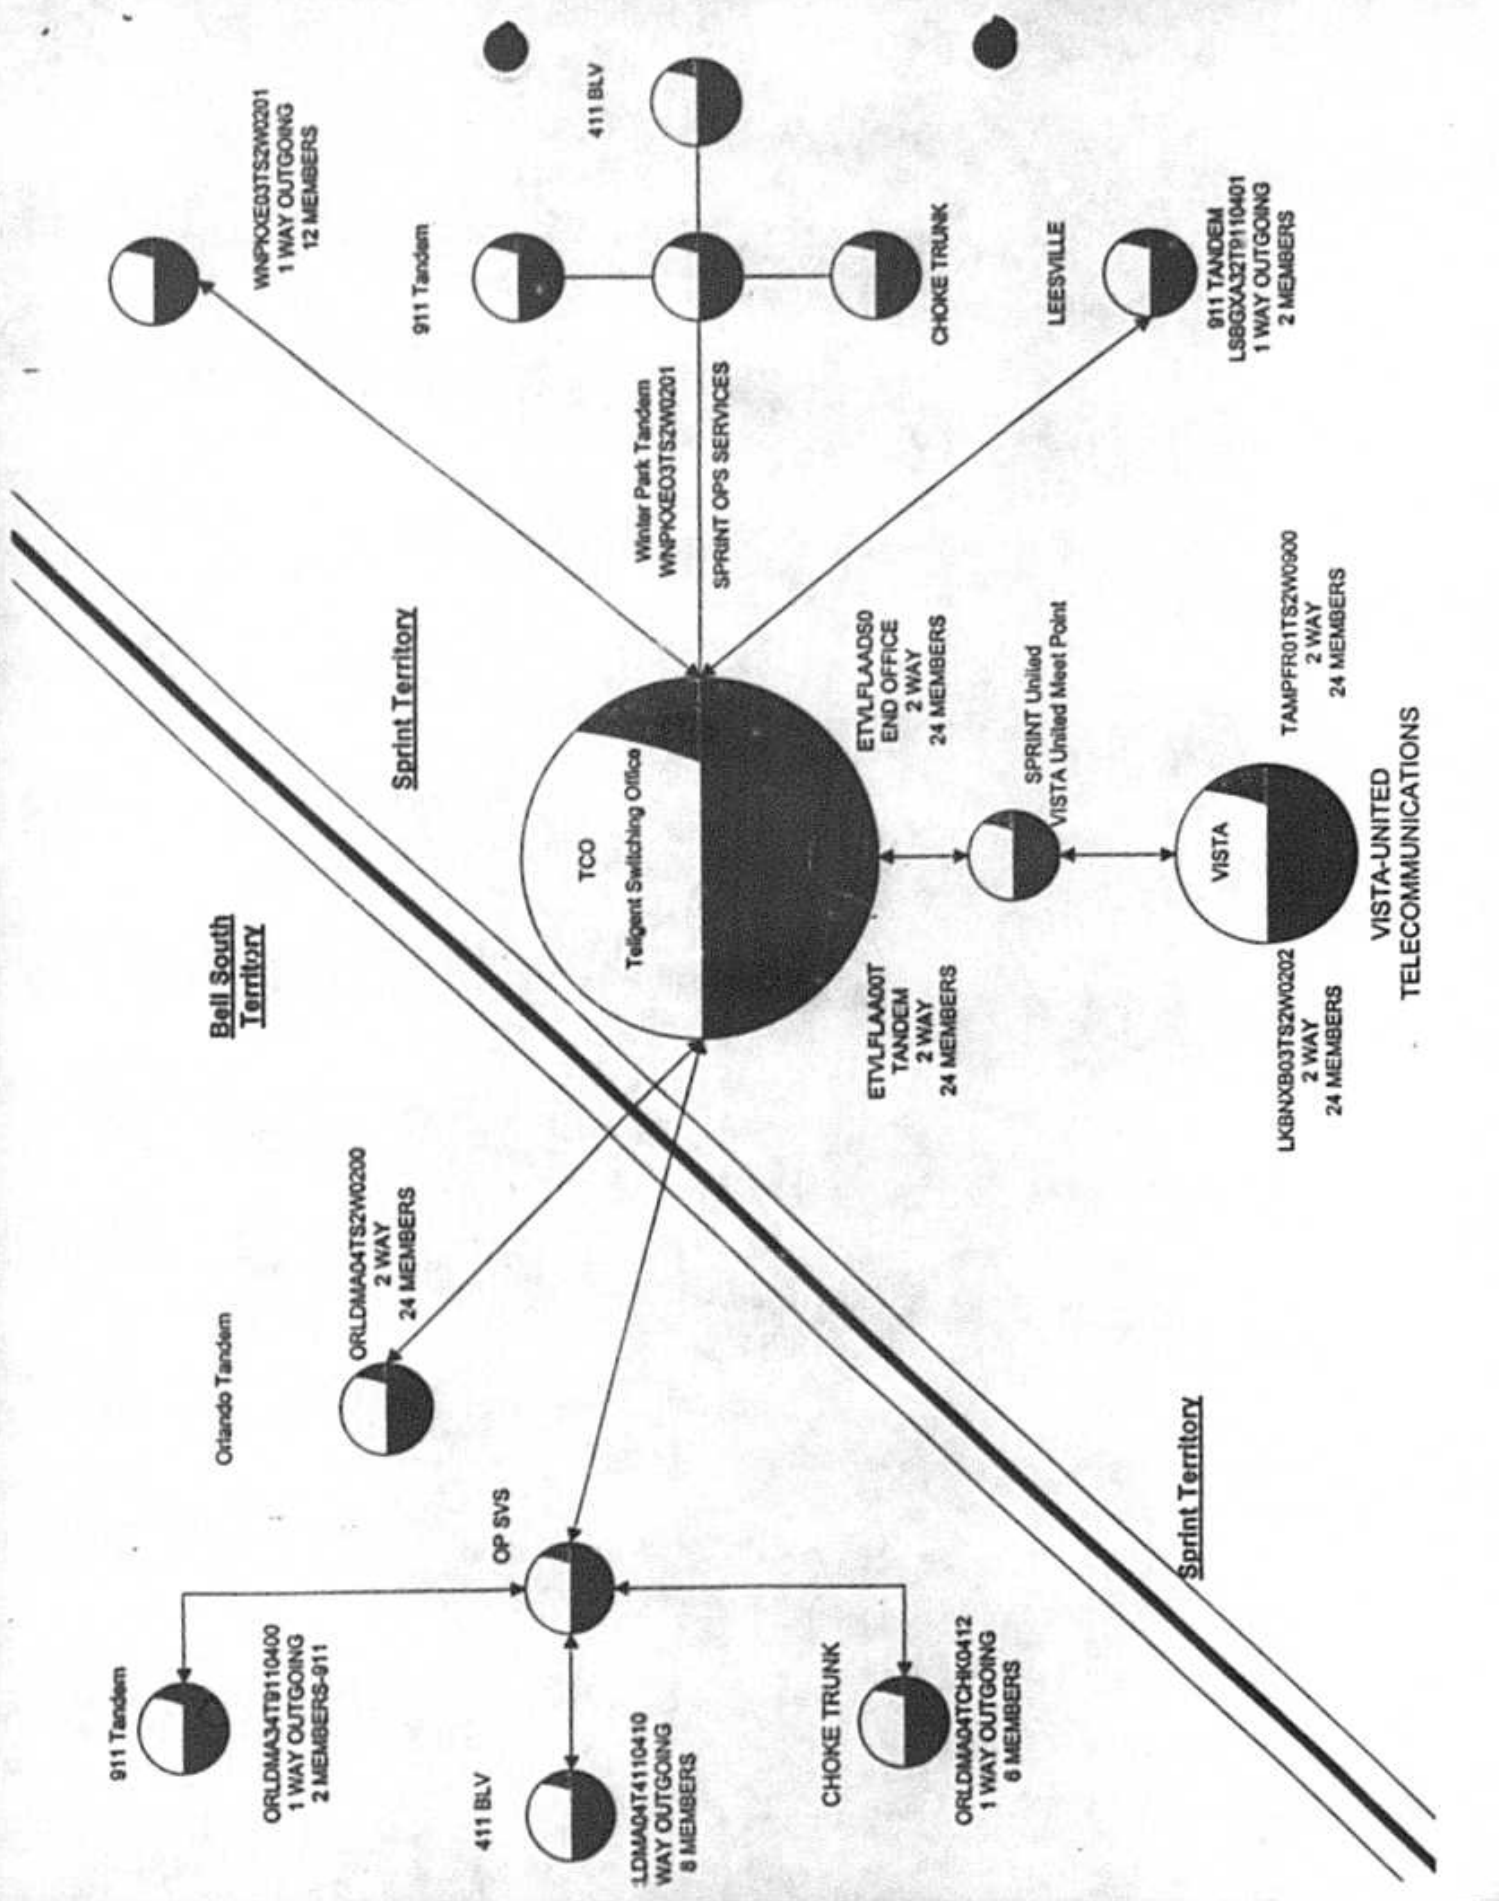 911 Tandem
ORLDMA34T9110400
1 WAY OUTGOING
2 MEMBERS-911
411 BLV
LDMA04T4110410
WAY OUTGOING
8 MEMBERS
CHOKE TRUNK
ORLDMA04TCHK0412
1 WAY OUTGOING
6 MEMBERS
OP SVS
Orlando Tandem
ORLDMA04TS2W0200
2 WAY
24 MEMBERS
Bell South
Territory
Sprint Territory
Sprint Territory
TCO
Teligent Switching Office
ETVLFLAA00T
TANDEM
2 WAY
24 MEMBERS
ETVLFLAADS0
END OFFICE
2 WAY
24 MEMBERS
SPRINT United
VISTA United Meet Point
VISTA
LKBNXB03TS2W0202
2 WAY
24 MEMBERS
TAMPFR01TS2W0900
2 WAY
24 MEMBERS
VISTA-UNITED
TELECOMMUNICATIONS
WNPKXE03TS2W0201
1 WAY OUTGOING
12 MEMBERS
Winter Park Tandem
WNPKXE03TS2W0201
SPRINT OPS SERVICES
911 Tandem
411 BLV
CHOKE TRUNK
LEESVILLE
911 TANDEM
LSBGXA32T9110401
1 WAY OUTGOING
2 MEMBERS
1